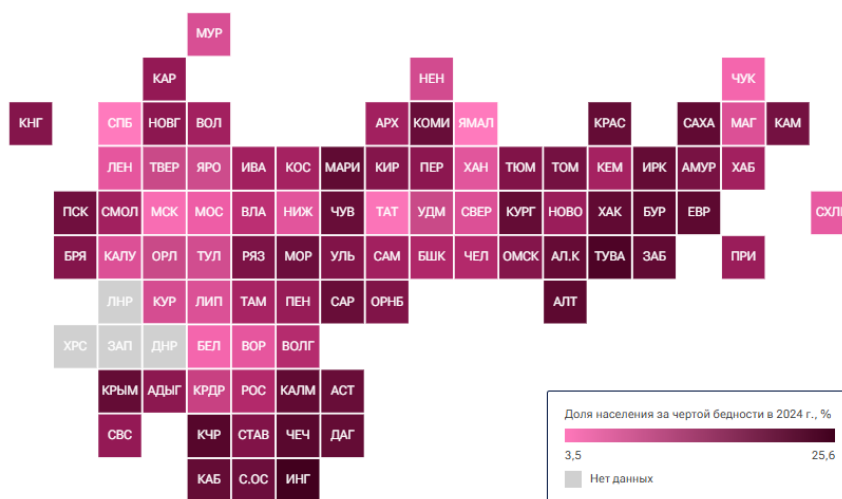 МУР
КАР НЕН ЧУК
КНГ СПБ НОВГ ВОЛ АРХ КОМИ ЯМАЛ КРАС САХА МАГ КАМ
ЛЕН ТВЕР ЯРО ИВА КОС МАРИ КИР ПЕР ХАН ТЮМ ТОМ КЕМ ИРК АМУР ХАБ
ПСК СМОЛ МСК МОС ВЛА НИЖ ЧУВ ТАТ УДМ СВЕР КУРГ НОВО ХАК БУР ЕВР СХЛ
БРЯ КАЛУ ОРЛ ТУЛ РЯЗ МОР УЛЬ САМ БШК ЧЕЛ ОМСК АЛ.К ТУВА ЗАБ ПРИ
ЛНР КУР ЛИП ТАМ ПЕН САР ОРНБ АЛТ
ХРС ЗАП ДНР БЕЛ ВОР ВОЛГ
КРЫМ АДЫГ КРДР РОС КАЛМ АСТ
СВС КЧР СТАВ ЧЕЧ ДАГ
КАБ С.ОС ИНГ
Доля населения за чертой бедности в 2024 г., %
3,5 25,6
Нет данных